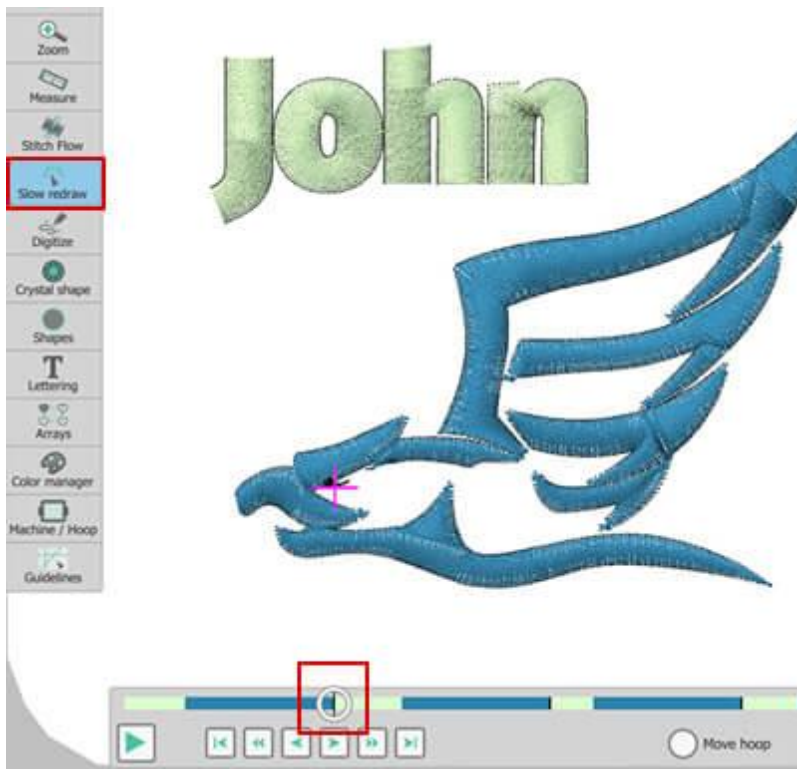 Zoom
Measure
Stitch Flow
Slow redraw
Digitize
Crystal shape
Shapes
T
Lettering
Arrays
Color manager
Machine / Hoop
Guidelines
John
Move hoop